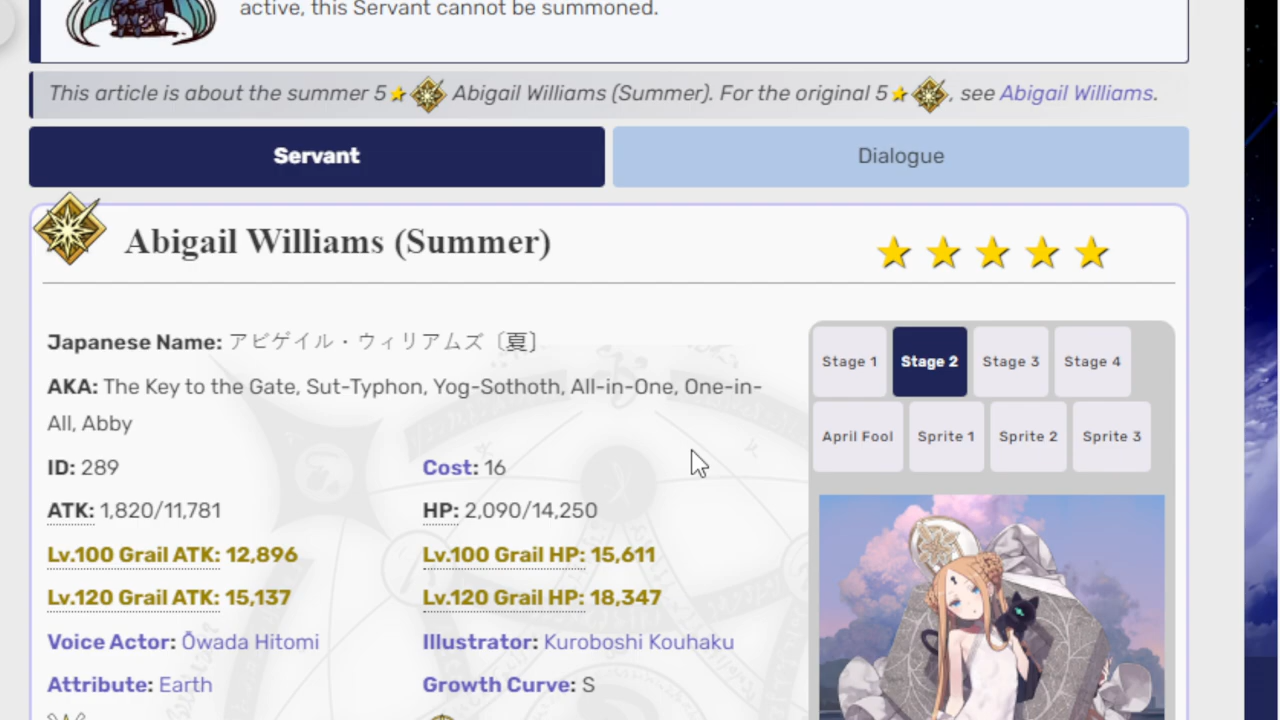 active, this Servant cannot be summoned.
This article is about the summer 5 Abigail Williams (Summer). For the original 5 , see Abigail Williams.
Servant
Dialogue
Abigail Williams (Summer)
Japanese Name: アビゲイル・ウィリアムズ〔夏〕
AKA: The Key to the Gate, Sut-Typhon, Yog-Sothoth, All-in-One, One-in-
All, Abby
ID: 289
Cost: 16
ATK: 1,820/11,781
HP: 2,090/14,250
Lv.100 Grail ATK: 12,896
Lv.100 Grail HP: 15,611
Lv.120 Grail ATK: 15,137
Lv.120 Grail HP: 18,347
Voice Actor: Ōwada Hitomi
Illustrator: Kuroboshi Kouhaku
Attribute: Earth
Growth Curve: S
Stage 1
Stage 2
Stage 3
Stage 4
April Fool
Sprite 1
Sprite 2
Sprite 3